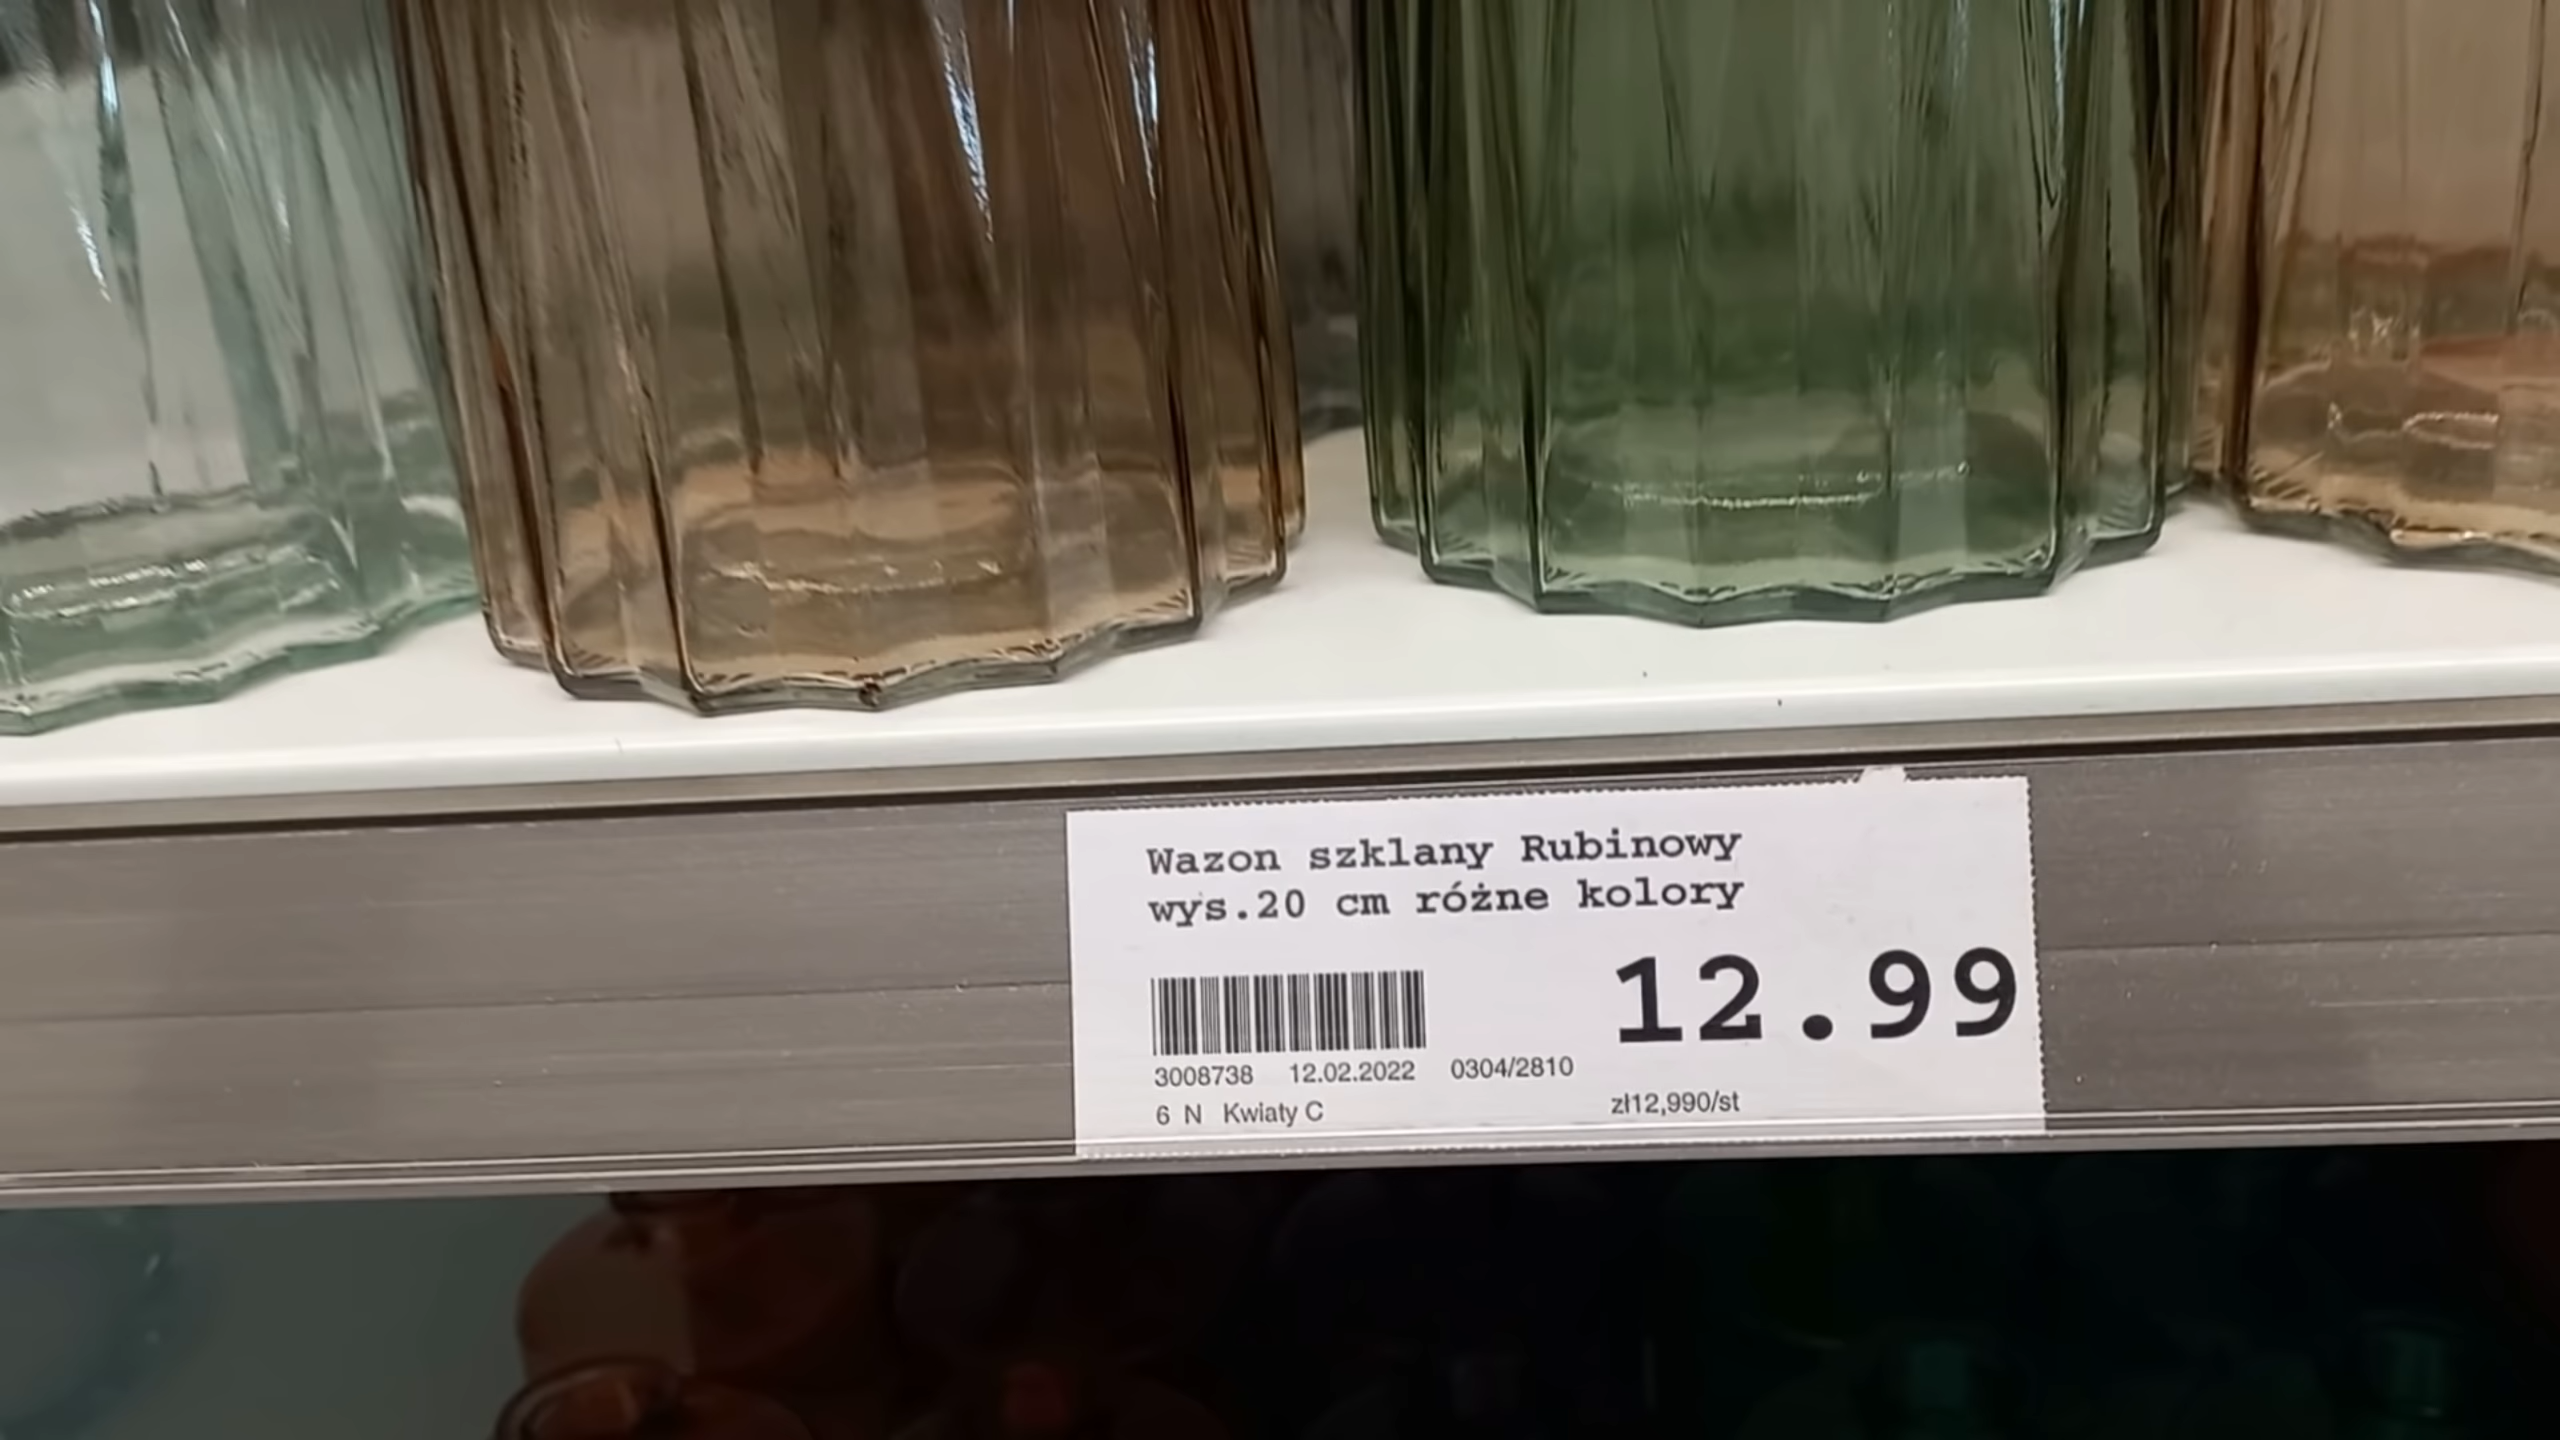 Wazon szklany Rubinowy
wys.20 cm różne kolory
12.99
3008738 12.02.2022 0304/2810
6 N Kwiaty C zł12,990/st